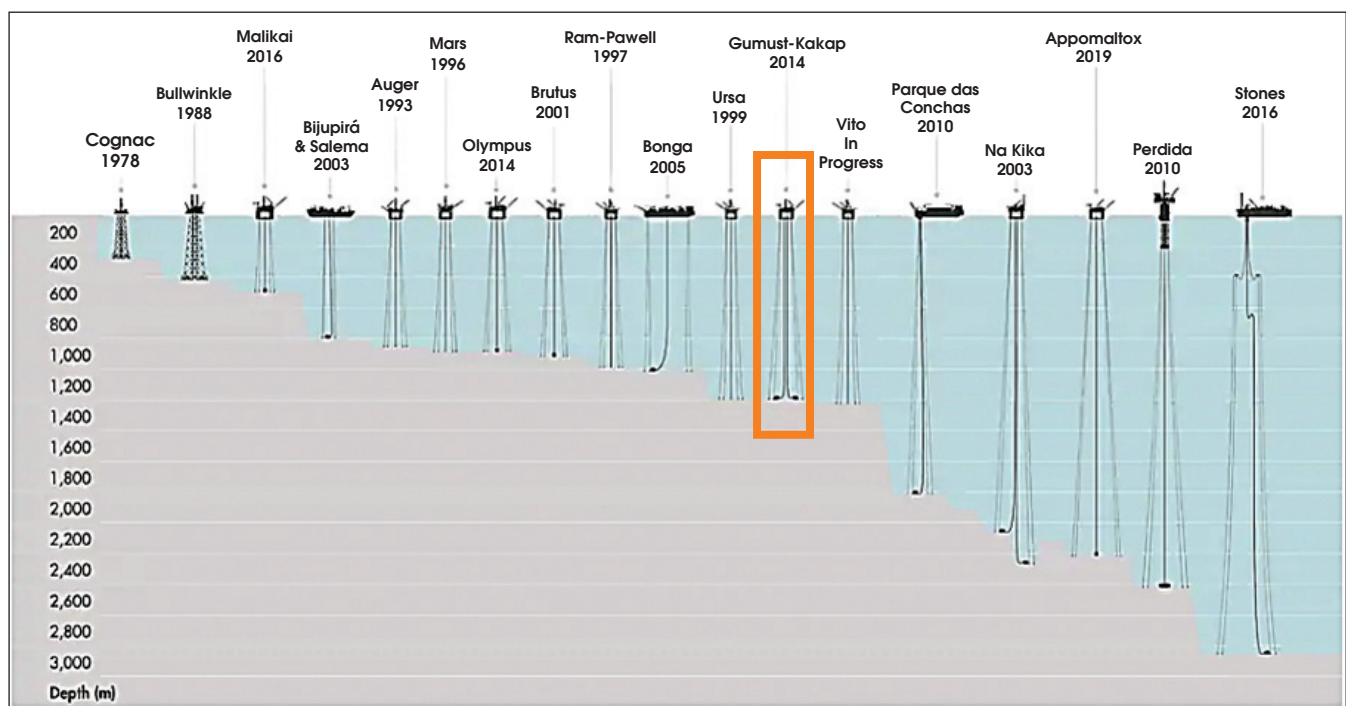 Cognac
1978
Bullwinkle
1988
Malikai
2016
Bijupirá
& Salema
2003
Auger
1993
Mars
1996
Olympus
2014
Brutus
2001
Ram-Pawell
1997
Bonga
2005
Ursa
1999
Gumust-Kakap
2014
Vito
In
Progress
Parque das
Conchas
2010
Na Kika
2003
Appomaltox
2019
Perdida
2010
Stones
2016
200
400
600
800
1,000
1,200
1,400
1,600
1,800
2,000
2,200
2,400
2,600
2,800
3,000
Depth (m)